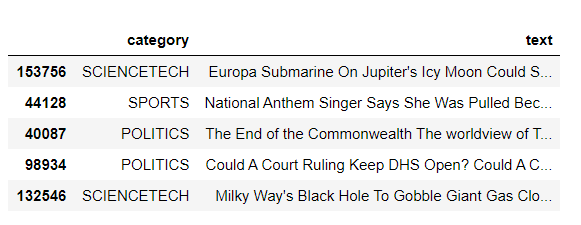 category text
153756 SCIENCETECH Europa Submarine On Jupiter's Icy Moon Could S...
44128 SPORTS National Anthem Singer Says She Was Pulled Bec...
40087 POLITICS The End of the Commonwealth The worldview of T...
98934 POLITICS Could A Court Ruling Keep DHS Open? Could A C...
132546 SCIENCETECH Milky Way's Black Hole To Gobble Giant Gas Clo...